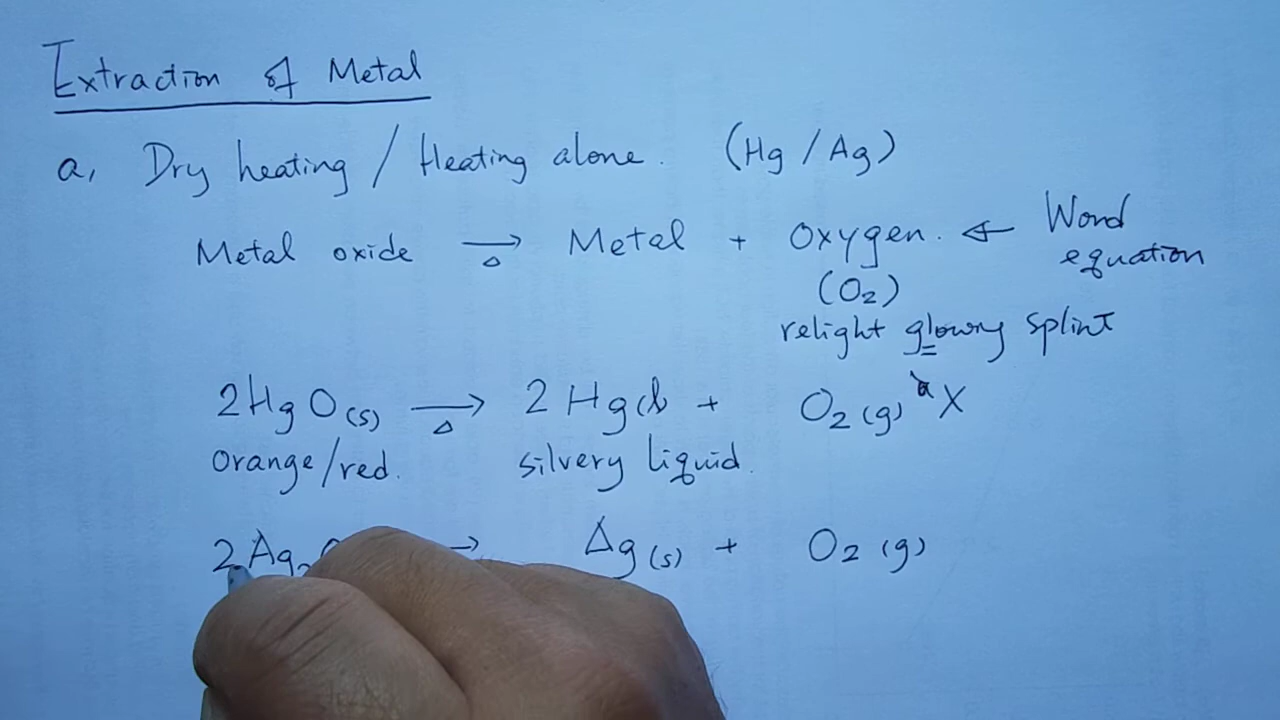 Extraction of Metal
a, Dry heating / Heating alone. (Hg / Ag)
Metal oxide → Metal + Oxygen. ← Word equation
Δ (O₂)
relight glowing splint
2HgO(s) → 2Hg(l) + O₂(g) X
Δ
orange/red. silvery liquid.
2Ag₂ → Ag(s) + O₂(g)